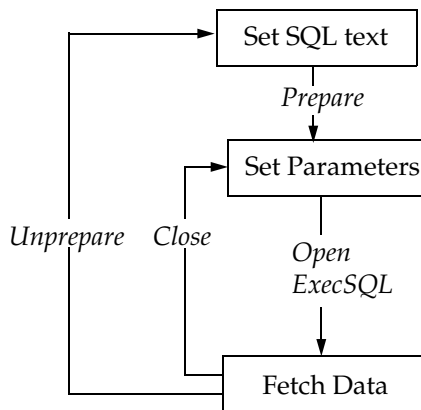 Set SQL text
Prepare
Set Parameters
Unprepare
Close
Open
ExecSQL
Fetch Data